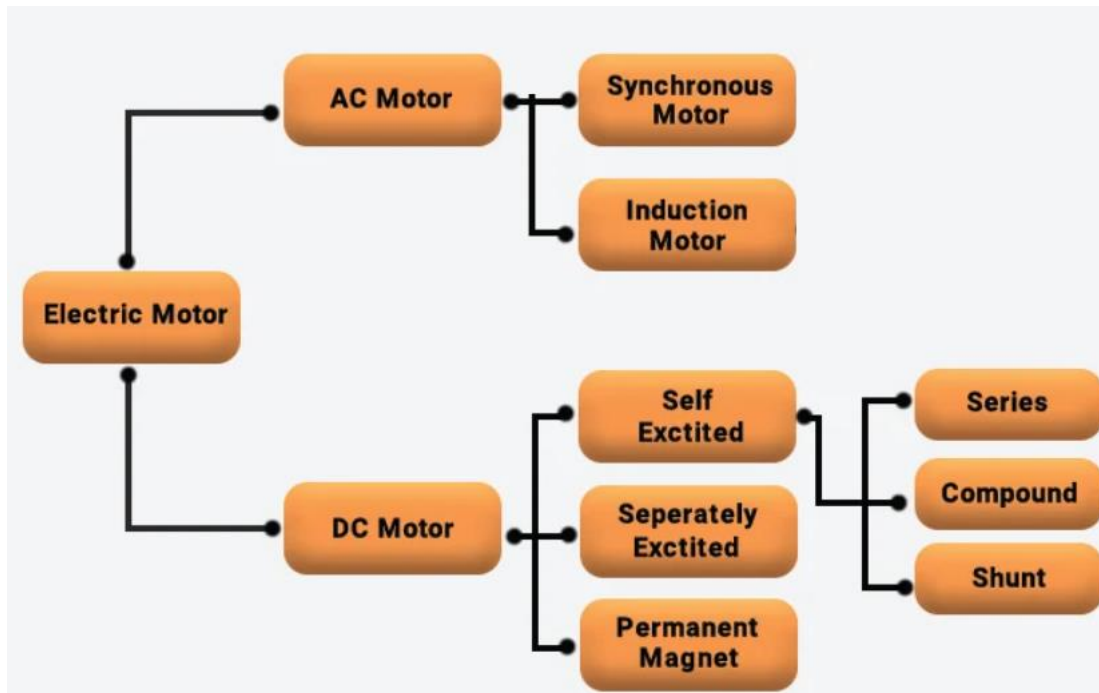 AC Motor
Synchronous
Motor
Induction
Motor
Electric Motor
Self
Exctited
Series
Compound
DC Motor
Seperately
Exctited
Shunt
Permanent
Magnet